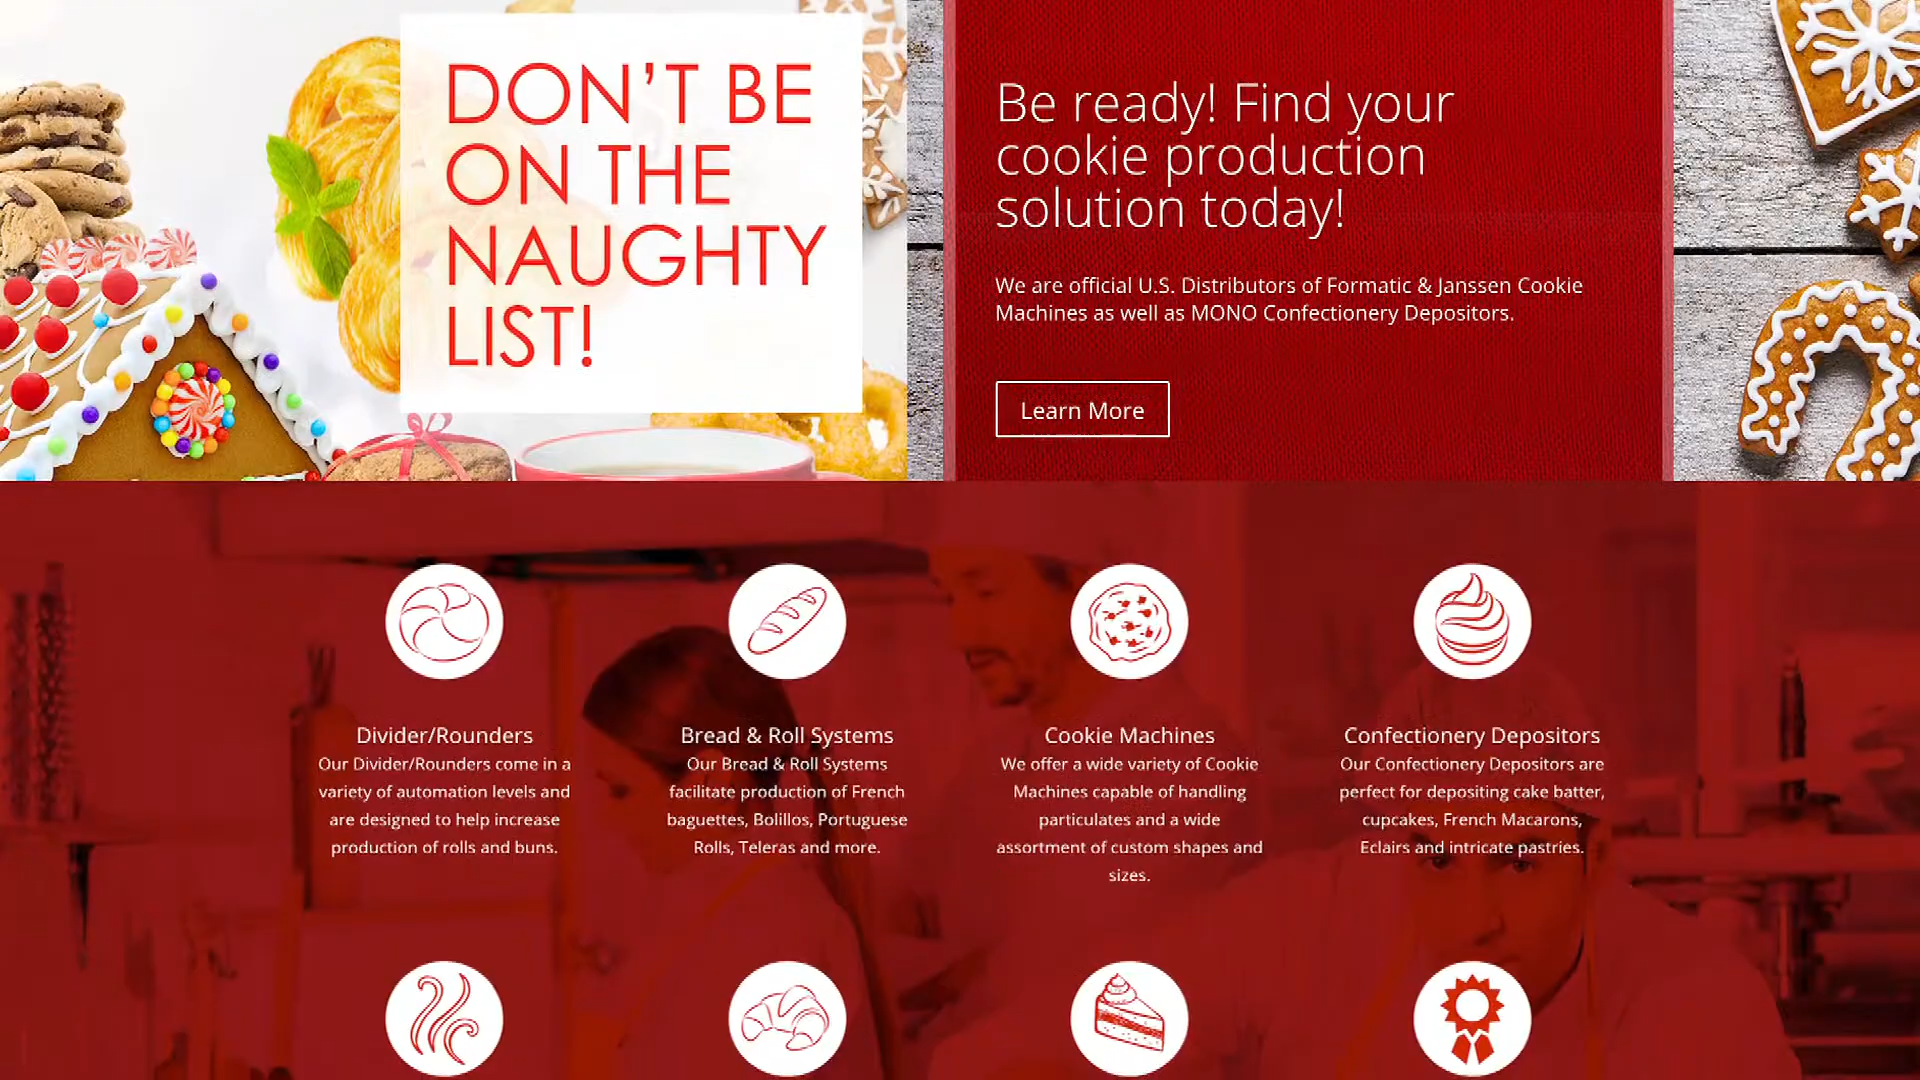 DON'T BE
ON THE
NAUGHTY
LIST!
Be ready! Find your
cookie production
solution today!
We are official U.S. Distributors of Formatic & Janssen Cookie
Machines as well as MONO Confectionery Depositors.
Learn More
Divider/Rounders
Our Divider/Rounders come in a
variety of automation levels and
are designed to help increase
production of rolls and buns.
Bread & Roll Systems
Our Bread & Roll Systems
facilitate production of French
baguettes, Bolillos, Portuguese
Rolls, Teleras and more.
Cookie Machines
We offer a wide variety of Cookie
Machines capable of handling
particulates and a wide
assortment of custom shapes and
sizes.
Confectionery Depositors
Our Confectionery Depositors are
perfect for depositing cake batter,
cupcakes, French Macarons,
Eclairs and intricate pastries.